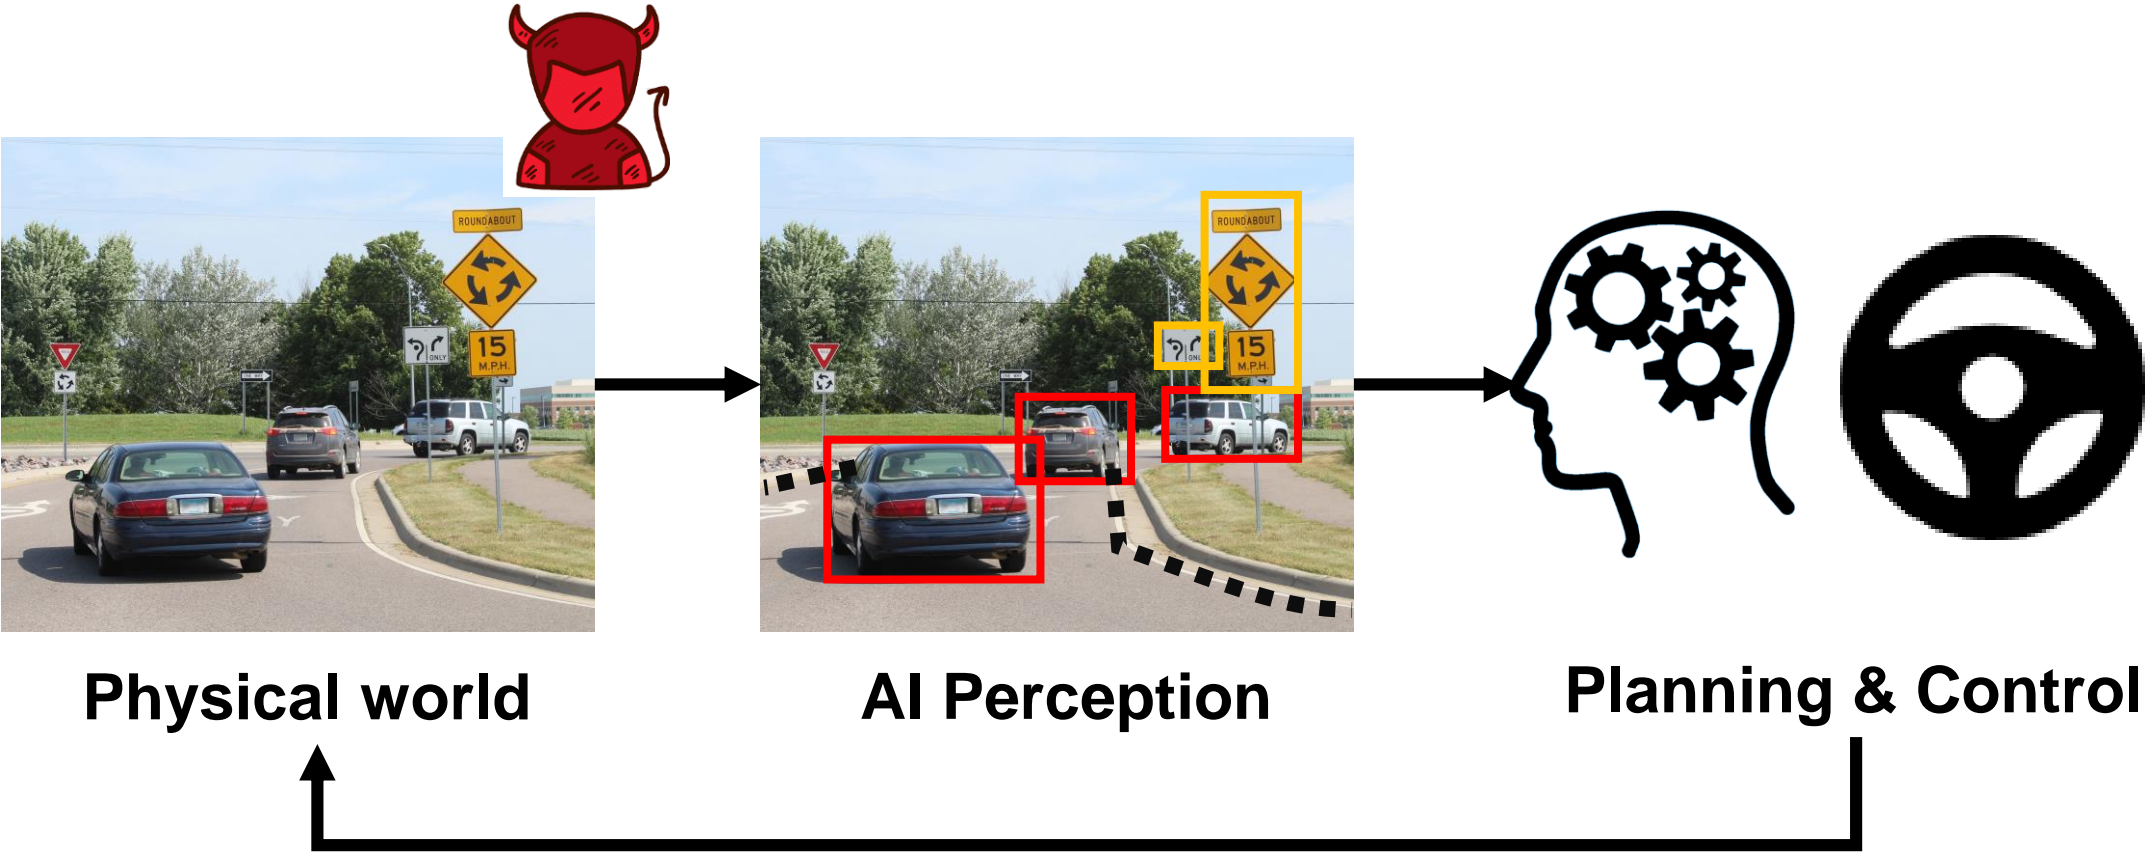 ROUNDABOUT
15
M.P.H.
ONLY
ROUNDABOUT
15
M.P.H.
Physical world
AI Perception
Planning & Control